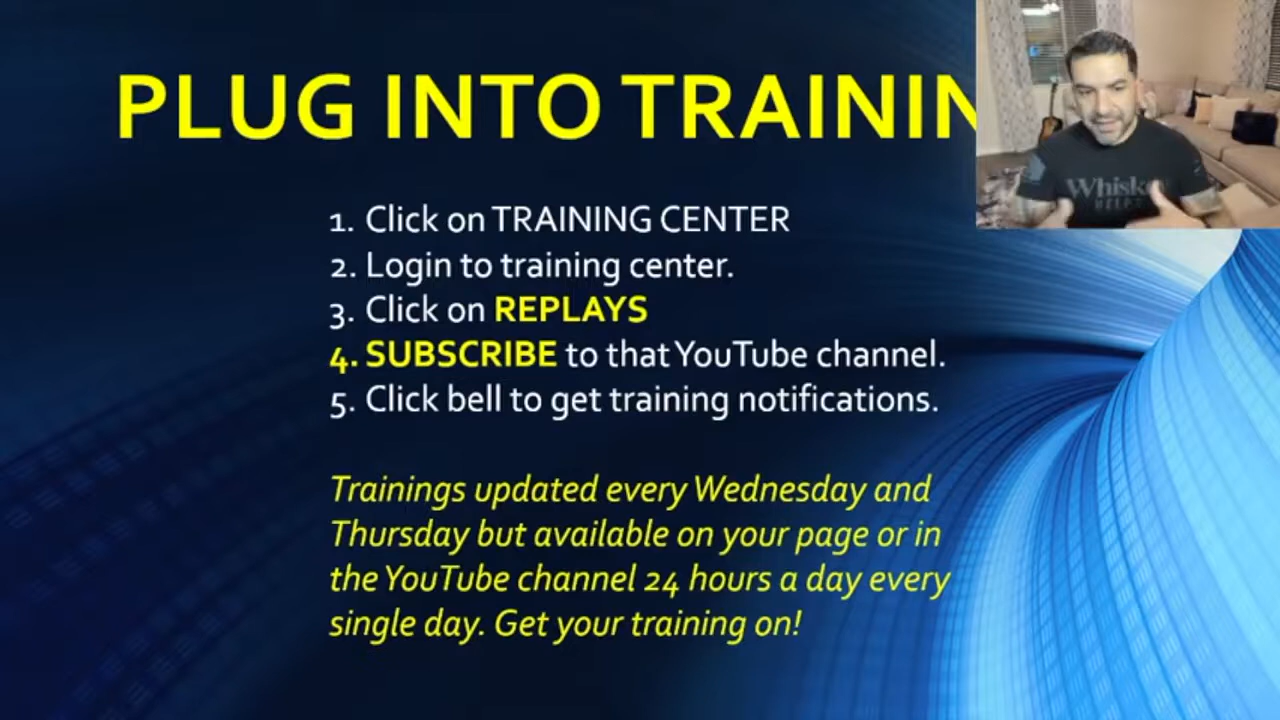 PLUG INTO TRAININ
1. Click on TRAINING CENTER
2. Login to training center.
3. Click on REPLAYS
4. SUBSCRIBE to that YouTube channel.
5. Click bell to get training notifications.
Trainings updated every Wednesday and
Thursday but available on your page or in
the YouTube channel 24 hours a day every
single day. Get your training on!